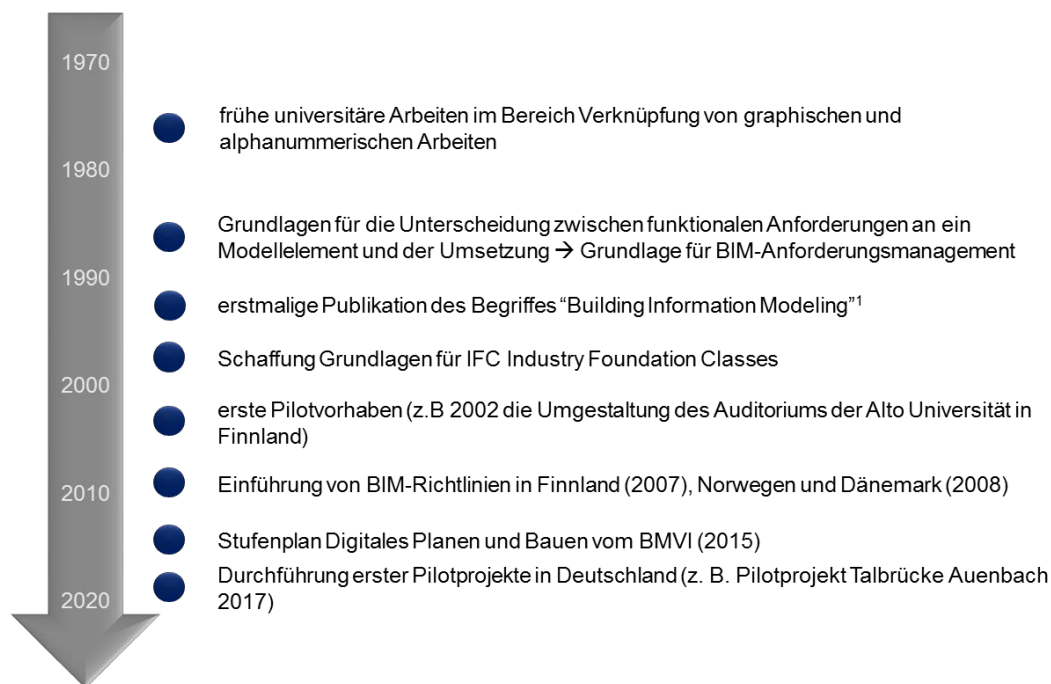 1970
frühe universitäre Arbeiten im Bereich Verknüpfung von graphischen und
alphanummerischen Arbeiten
1980
Grundlagen für die Unterscheidung zwischen funktionalen Anforderungen an ein
Modellelement und der Umsetzung → Grundlage für BIM-Anforderungsmanagement
1990
erstmalige Publikation des Begriffes “Building Information Modeling”¹
Schaffung Grundlagen für IFC Industry Foundation Classes
2000
erste Pilotvorhaben (z.B 2002 die Umgestaltung des Auditoriums der Alto Universität in
Finnland)
Einführung von BIM-Richtlinien in Finnland (2007), Norwegen und Dänemark (2008)
2010
Stufenplan Digitales Planen und Bauen vom BMVI (2015)
Durchführung erster Pilotprojekte in Deutschland (z. B. Pilotprojekt Talbrücke Auenbach
2017)
2020